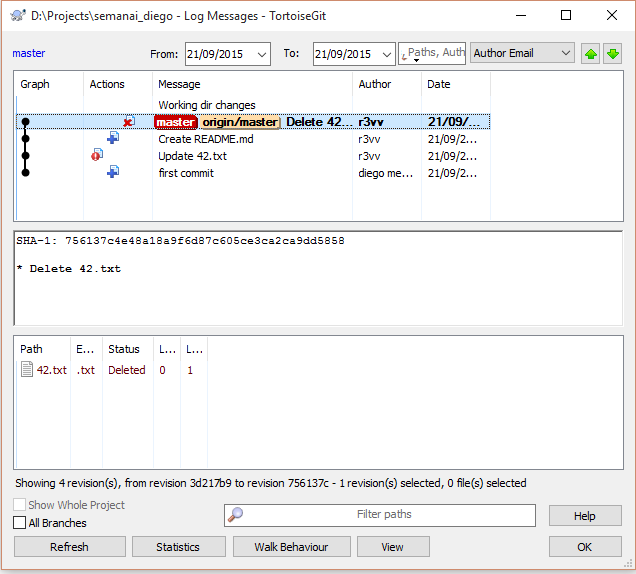 D:\Projects\semanai_diego - Log Messages - TortoiseGit
master From: 21/09/2015 To: 21/09/2015 Paths, Auth Author Email
Graph Actions Message Author Date
Working dir changes
master origin/master Delete 42... r3vv 21/09/...
Create README.md r3vv 21/09/2...
Update 42.txt r3vv 21/09/2...
first commit diego me... 21/09/2...
SHA-1: 756137c4e48a18a9f6d87c605ce3ca2ca9dd5858
* Delete 42.txt
Path E... Status L... L...
42.txt .txt Deleted 0 1
Showing 4 revision(s), from revision 3d217b9 to revision 756137c - 1 revision(s) selected, 0 file(s) selected
Show Whole Project
All Branches Filter paths Help
Refresh Statistics Walk Behaviour View OK